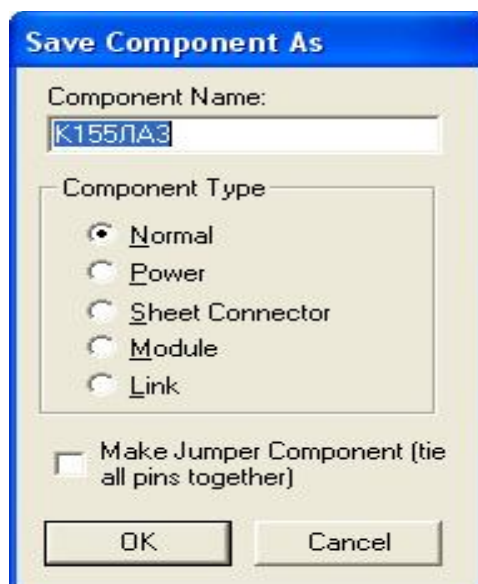 Save Component As
Component Name:
К155ЛА3
Component Type
Normal
Power
Sheet Connector
Module
Link
Make Jumper Component (tie
all pins together)
OK
Cancel